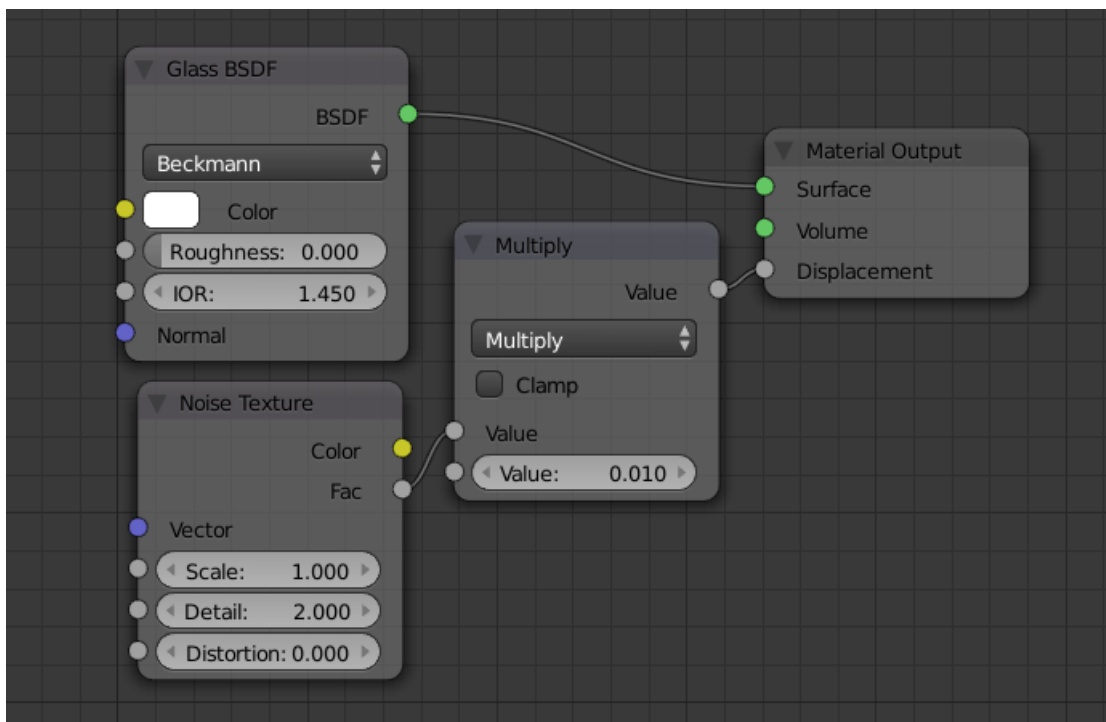 Glass BSDF
BSDF
Beckmann
Color
Roughness: 0.000
IOR: 1.450
Normal
Noise Texture
Color
Fac
Vector
Scale: 1.000
Detail: 2.000
Distortion: 0.000
Multiply
Value
Multiply
Clamp
Value
Value: 0.010
Material Output
Surface
Volume
Displacement